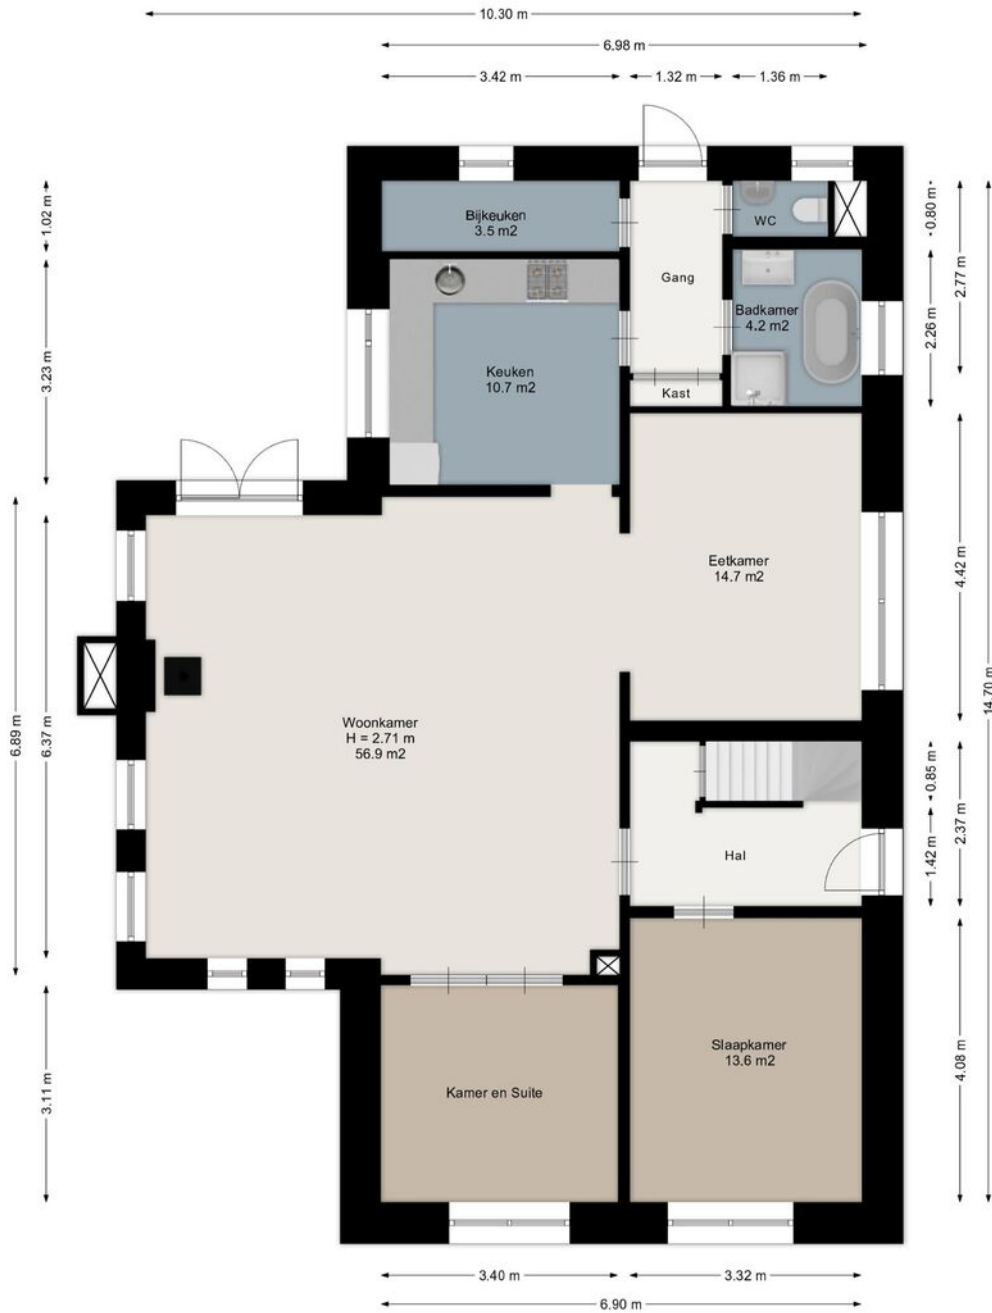 10.30 m
6.98 m
3.42 m
1.32 m
1.36 m
1.02 m
3.23 m
6.89 m
6.37 m
3.11 m
Bijkeuken
3.5 m2
WC
Gang
Badkamer
4.2 m2
Keuken
10.7 m2
Kast
Eetkamer
14.7 m2
Woonkamer
H = 2.71 m
56.9 m2
Hal
Slaapkamer
13.6 m2
Kamer en Suite
0.80 m
2.77 m
2.26 m
4.42 m
14.70 m
0.85 m
2.37 m
1.42 m
4.08 m
3.40 m
3.32 m
6.90 m